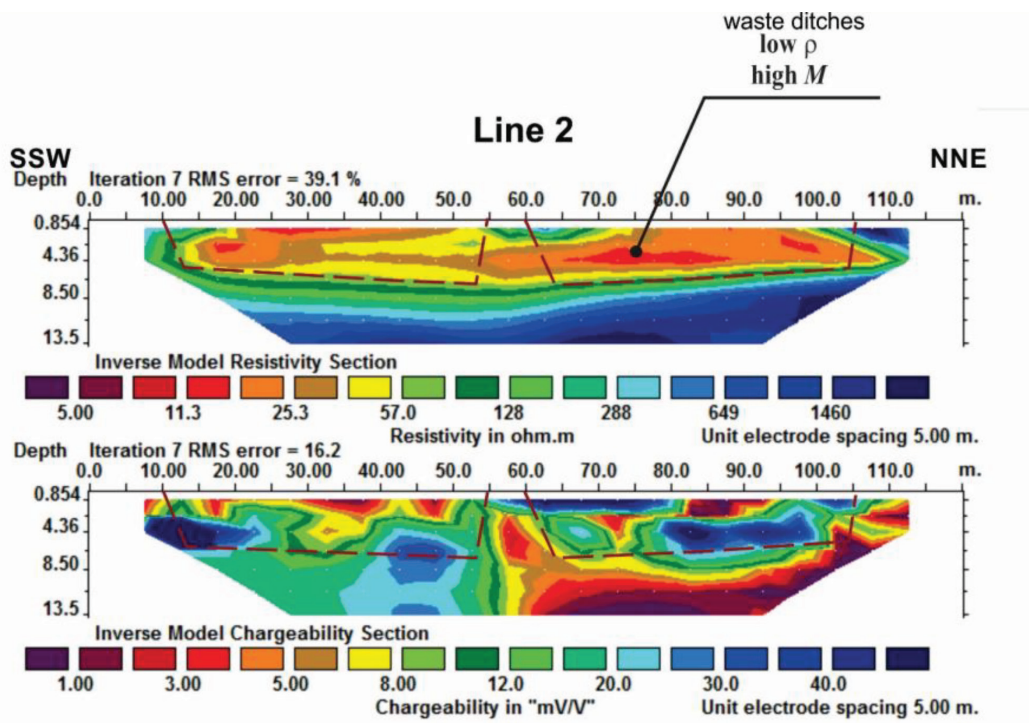 waste ditches
low ρ
high M
Line 2
SSW NNE
Depth Iteration 7 RMS error = 39.1 %
0.0 10.00 20.00 30.00 40.00 53.0 60.0 70.00 80.0 90.00 100.0 110.0 m.
0.854
4.36
8.50
13.5
Inverse Model Resistivity Section
5.00 11.3 25.3 57.0 128 288 649 1460
Resistivity in ohm.m Unit electrode spacing 5.00 m.
Depth Iteration 7 RMS error = 16.2
0.0 10.00 20.00 30.00 42.00 53.0 60.0 70.0 80.0 93.0 102.0 110.0 m.
0.854
4.36
8.50
13.5
Inverse Model Chargeability Section
1.00 3.00 5.00 8.00 12.0 20.0 30.0 40.0
Chargeability in "mV/V" Unit electrode spacing 5.00 m.